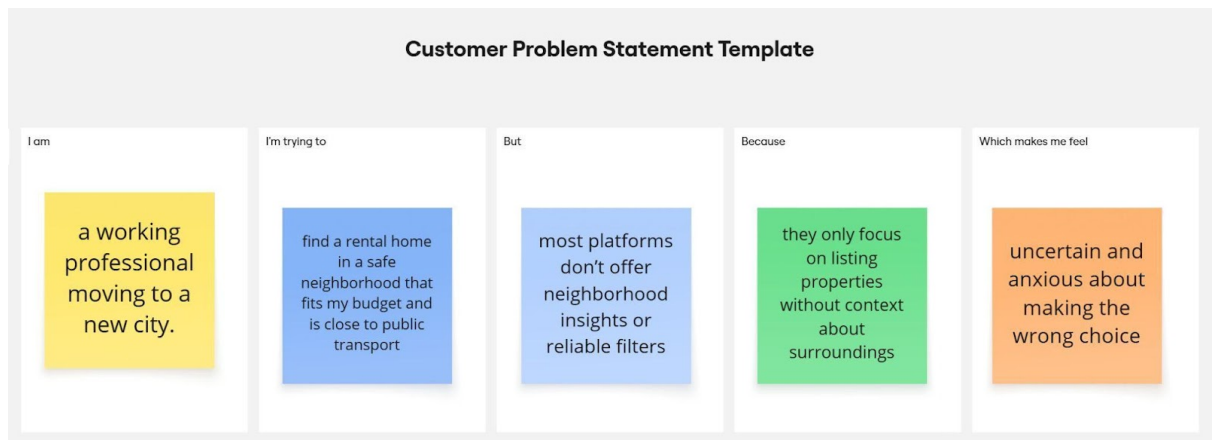 Customer Problem Statement Template
I am
a working
professional
moving to a
new city.
I'm trying to
find a rental home
in a safe
neighborhood that
fits my budget and
is close to public
transport
But
most platforms
don’t offer
neighborhood
insights or
reliable filters
Because
they only focus
on listing
properties
without context
about
surroundings
Which makes me feel
uncertain and
anxious about
making the
wrong choice